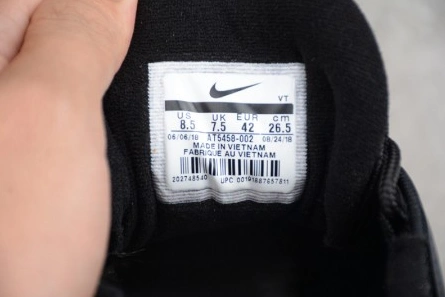 VT
US UK EUR cm
8.5 7.5 42 26.5
06/06/18 AT5458-002 08/24/18
MADE IN VIETNAM
FABRIQUE AU VIETNAM
202748540 UPC:00191887657811